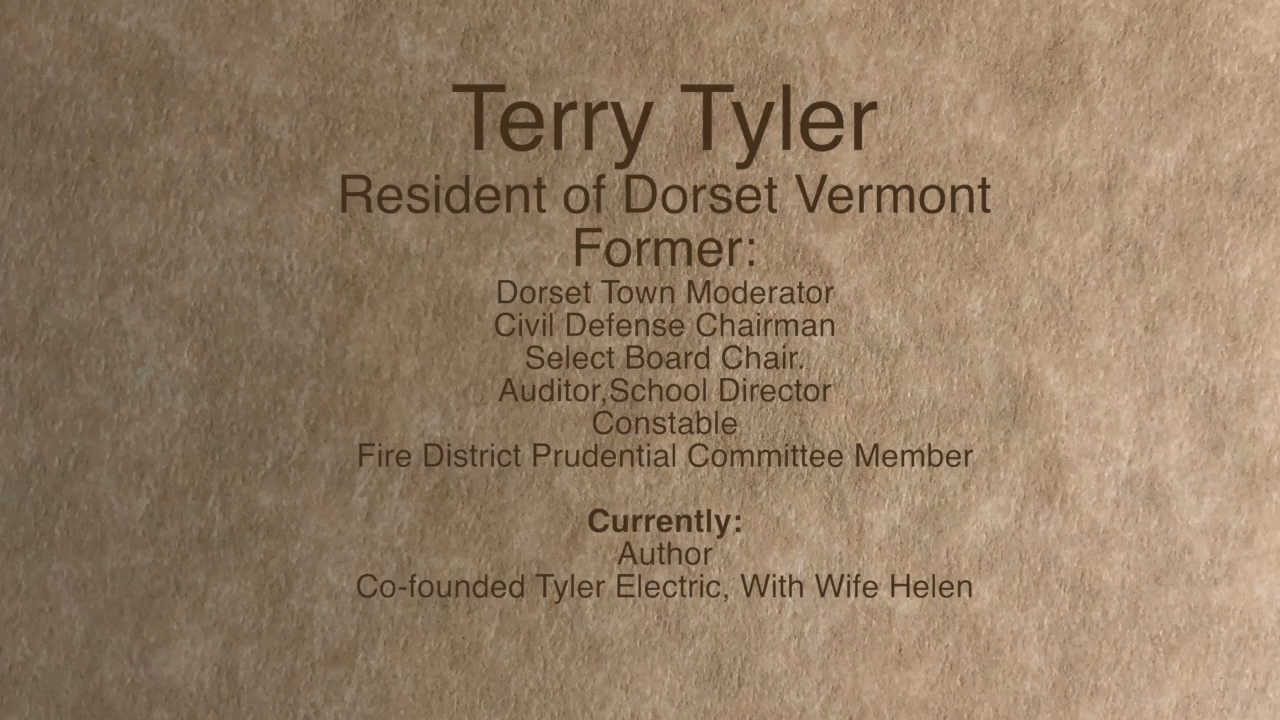 Terry Tyler
Resident of Dorset Vermont
Former:
Dorset Town Moderator
Civil Defense Chairman
Select Board Chair.
Auditor,School Director
Constable
Fire District Prudential Committee Member
Currently:
Author
Co-founded Tyler Electric, With Wife Helen